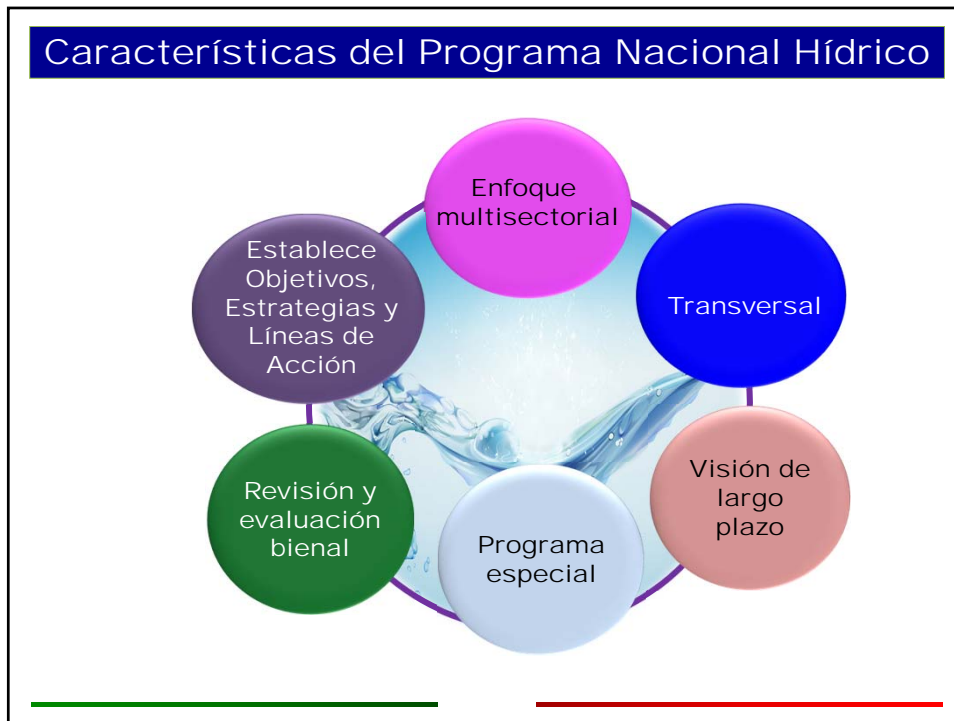 Características del Programa Nacional Hídrico
Enfoque
multisectorial
Transversal
Visión de
largo
plazo
Programa
especial
Revisión y
evaluación
bienal
Establece
Objetivos,
Estrategias y
Líneas de
Acción